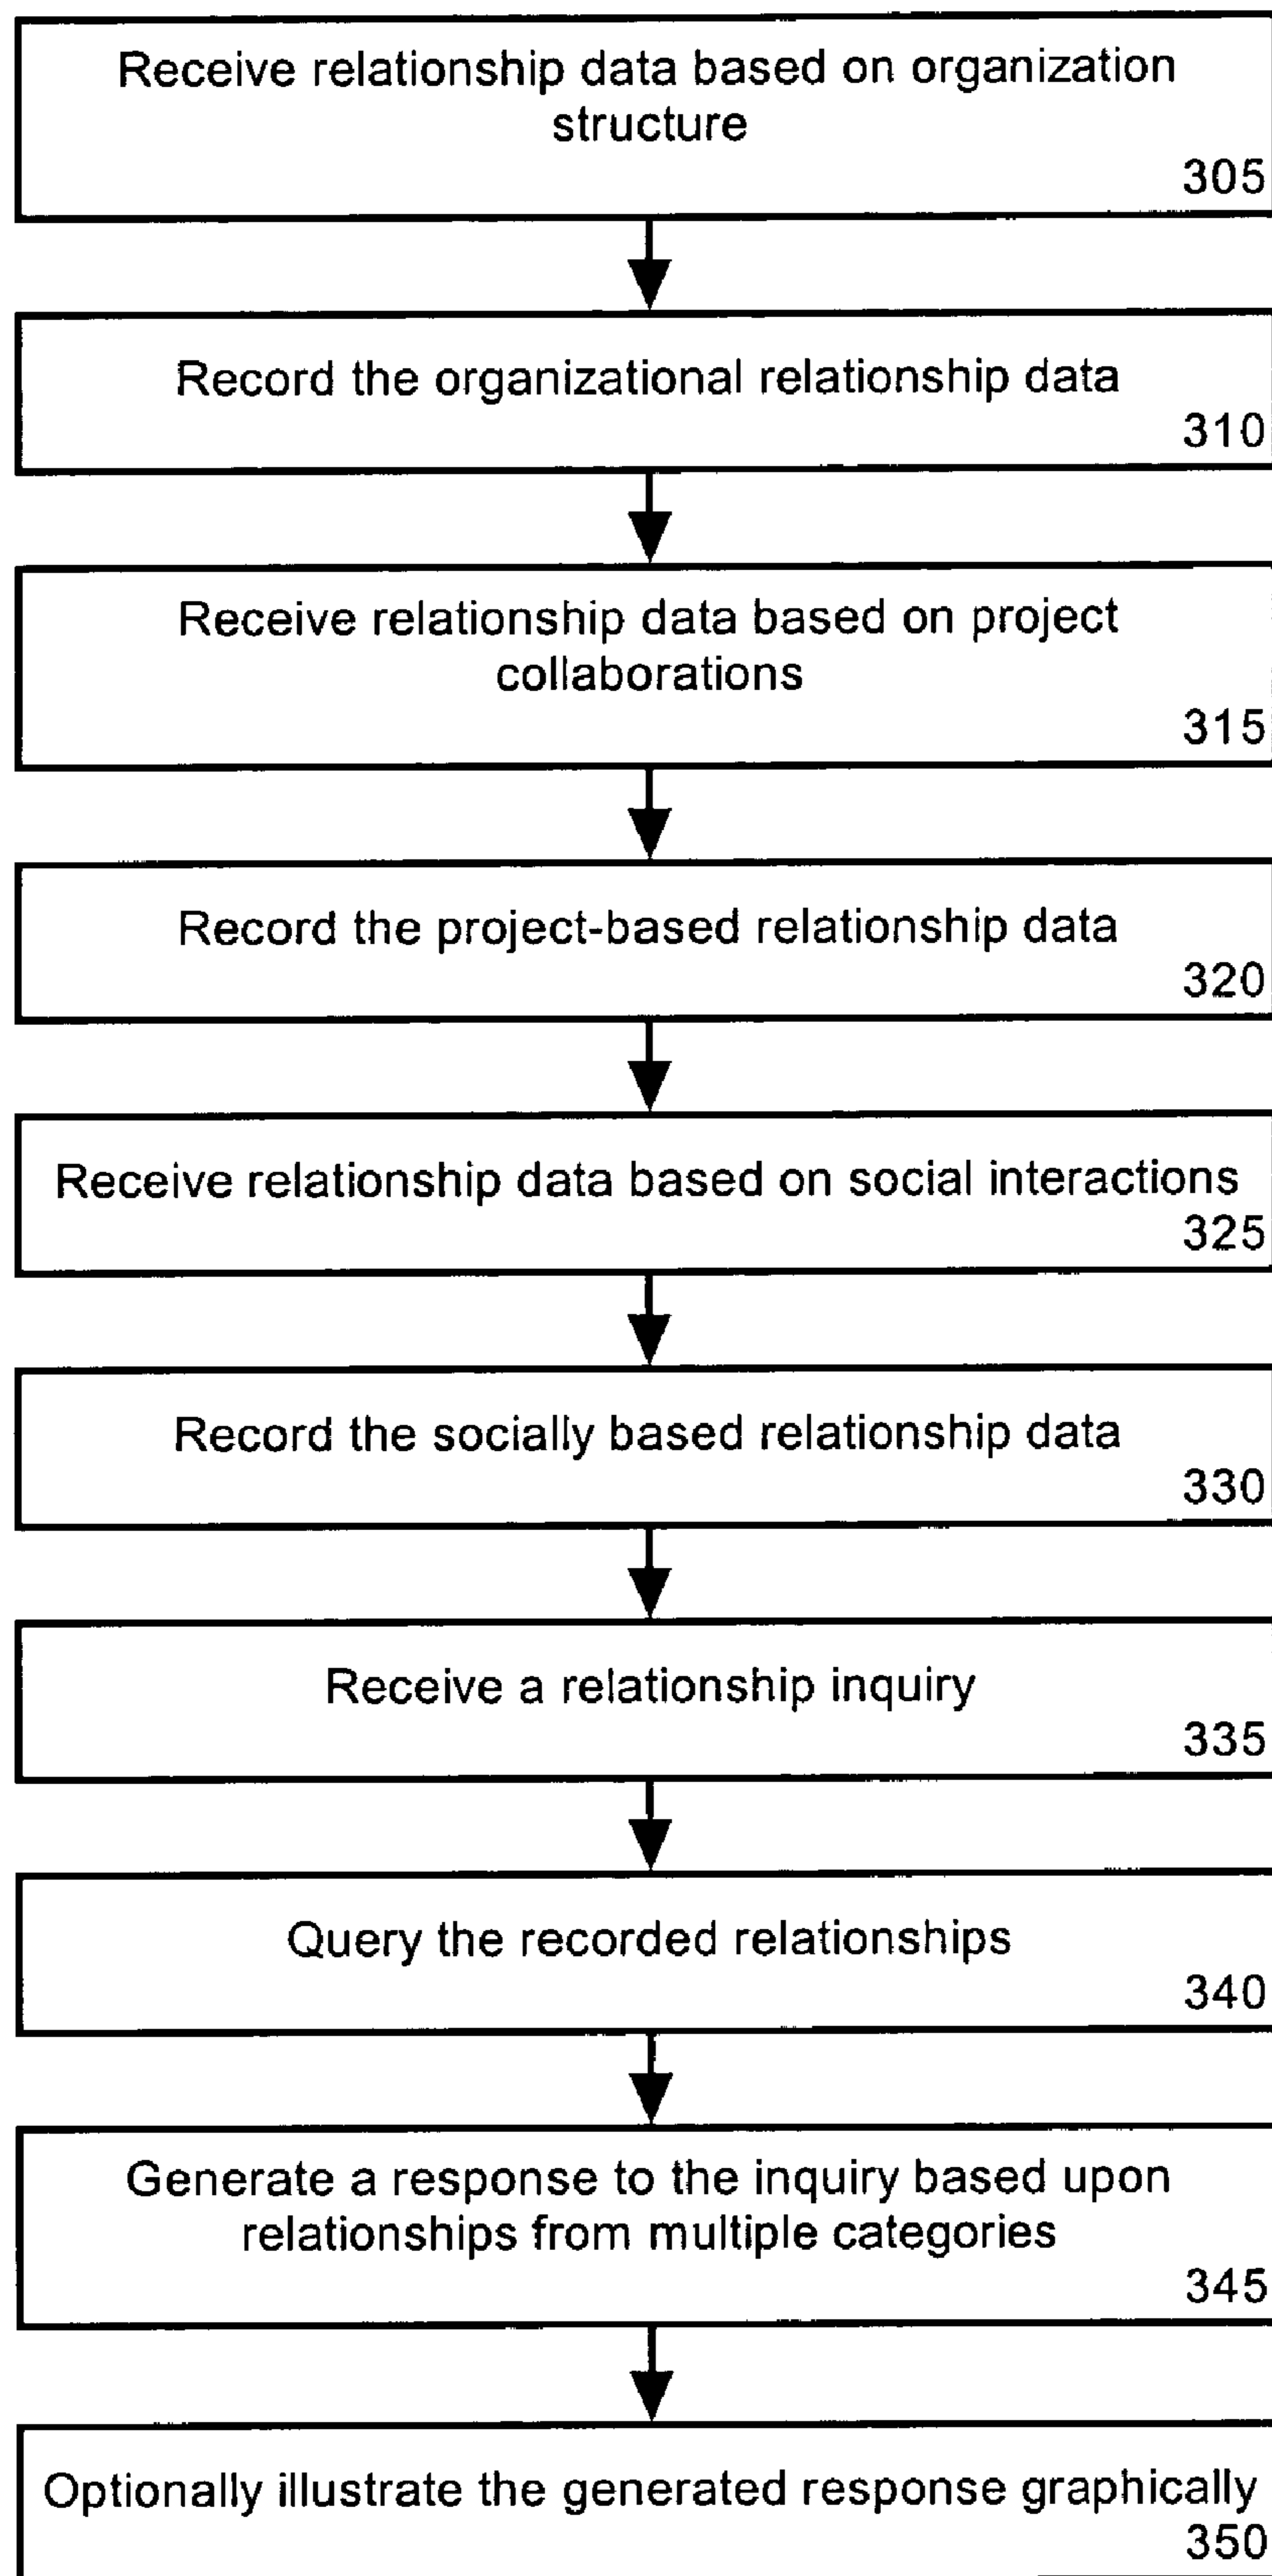 Receive relationship data based on organization
structure
305
Record the organizational relationship data
310
Receive relationship data based on project
collaborations
315
Record the project-based relationship data
320
Receive relationship data based on social interactions
325
Record the socially based relationship data
330
Receive a relationship inquiry
335
Query the recorded relationships
340
Generate a response to the inquiry based upon
relationships from multiple categories
345
Optionally illustrate the generated response graphically
350